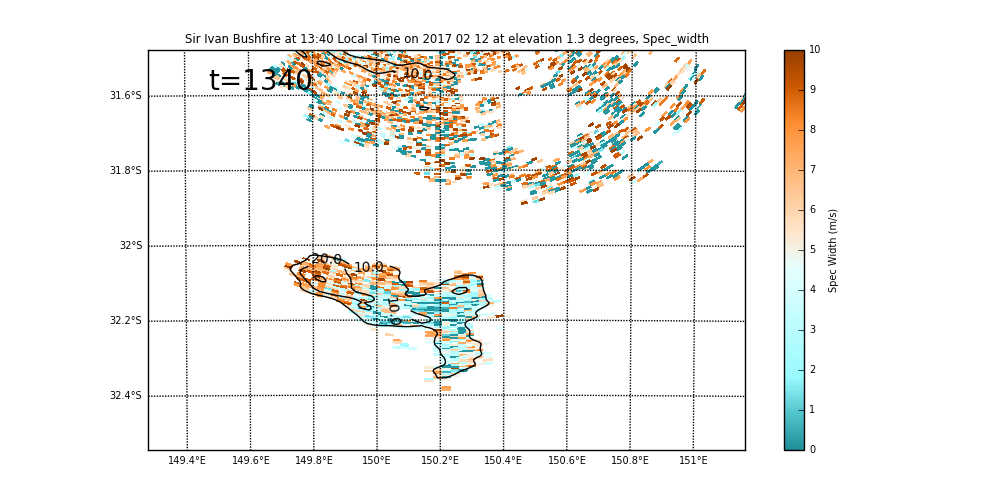 Sir Ivan Bushfire at 13:40 Local Time on 2017 02 12 at elevation 1.3 degrees, Spec_width
t=1340
10.0
20.0
10.0
31.6°S
31.8°S
32°S
32.2°S
32.4°S
149.4°E 149.6°E 149.8°E 150°E 150.2°E 150.4°E 150.6°E 150.8°E 151°E
10
9
8
7
6
5
4
3
2
1
0
Spec Width (m/s)